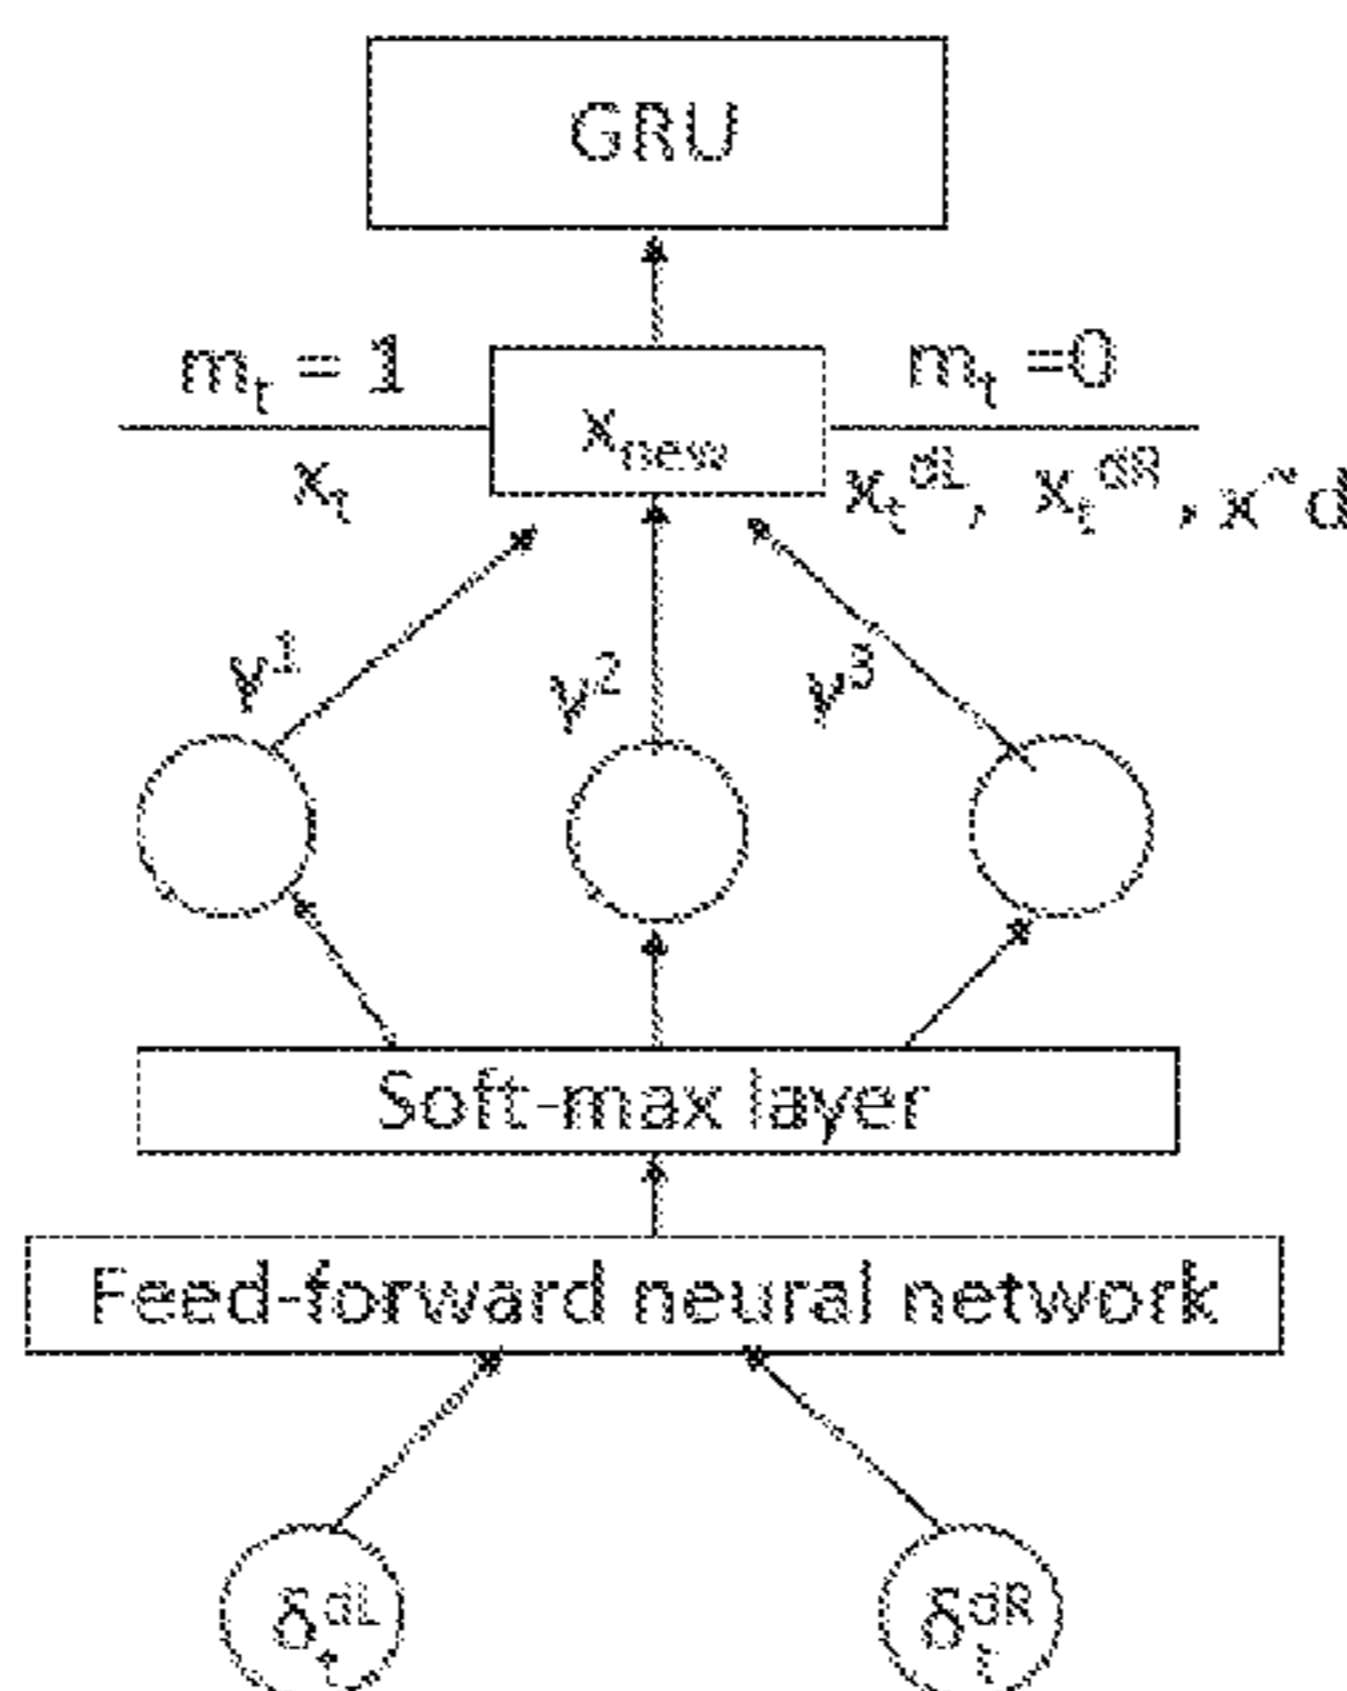 GRU
m_t = 1
x_new
m_t =0
x_t
x_t^dL, x_t^dR, x^~d
γ^1
γ^2
γ^3
Soft-max layer
Feed-forward neural network
δ_t^dL
δ_t^dR